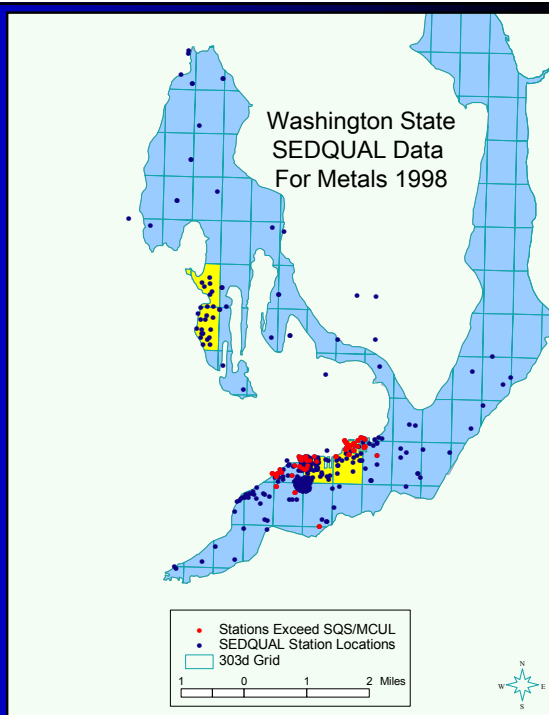 Washington State
SEDQUAL Data
For Metals 1998
Stations Exceed SQS/MCUL
SEDQUAL Station Locations
303d Grid
1 0 1 2 Miles
N
W E
S